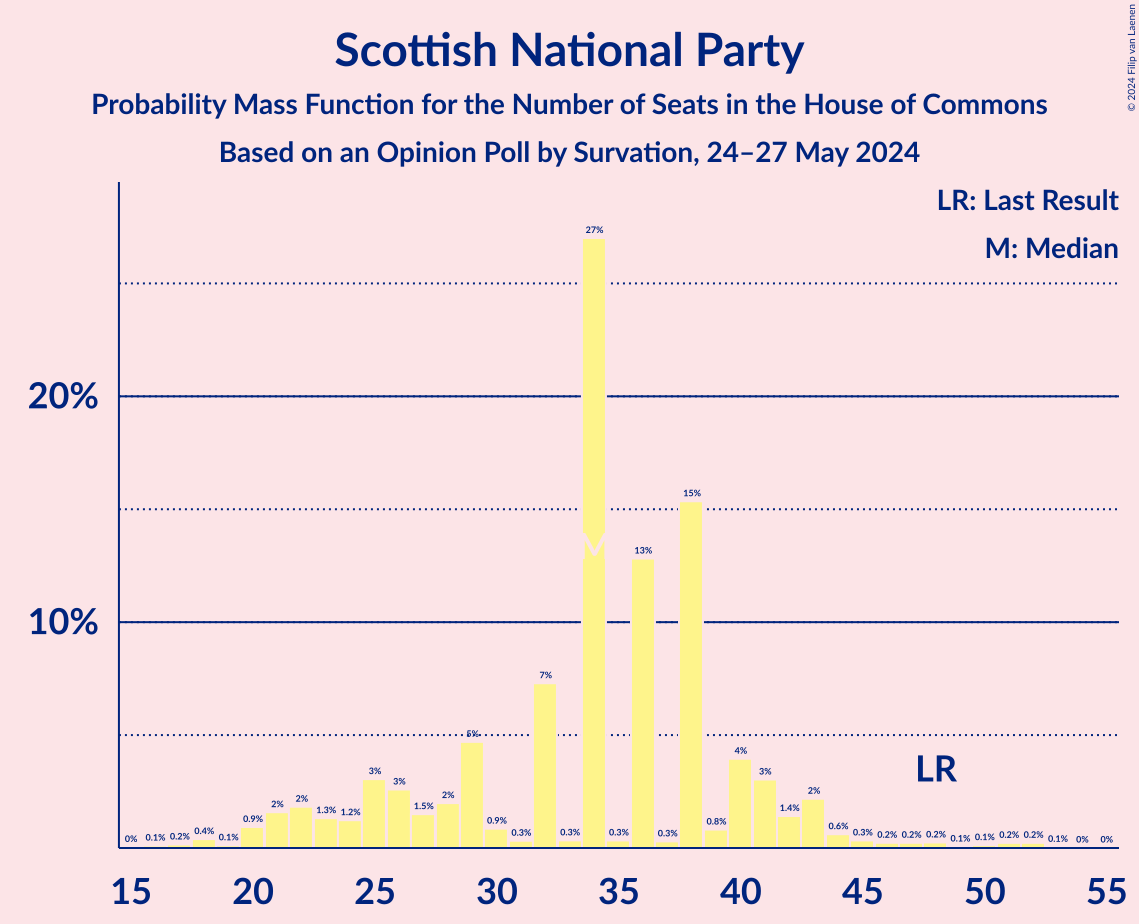 Scottish National Party
Probability Mass Function for the Number of Seats in the House of Commons
Based on an Opinion Poll by Survation, 24–27 May 2024
© 2024 Filip van Laenen
LR: Last Result
M: Median
20%
10%
0% 0.1% 0.2% 0.4% 0.1% 0.9% 2% 2% 1.3% 1.2% 3% 3% 1.5% 2% 5% 0.9% 0.3% 7% 0.3% 27% 0.3% 13% 0.3% 15% 0.8% 4% 3% 1.4% 2% 0.6% 0.3% 0.2% 0.2% 0.2% 0.1% 0.1% 0.2% 0.2% 0.1% 0% 0%
LR
15 20 25 30 35 40 45 50 55